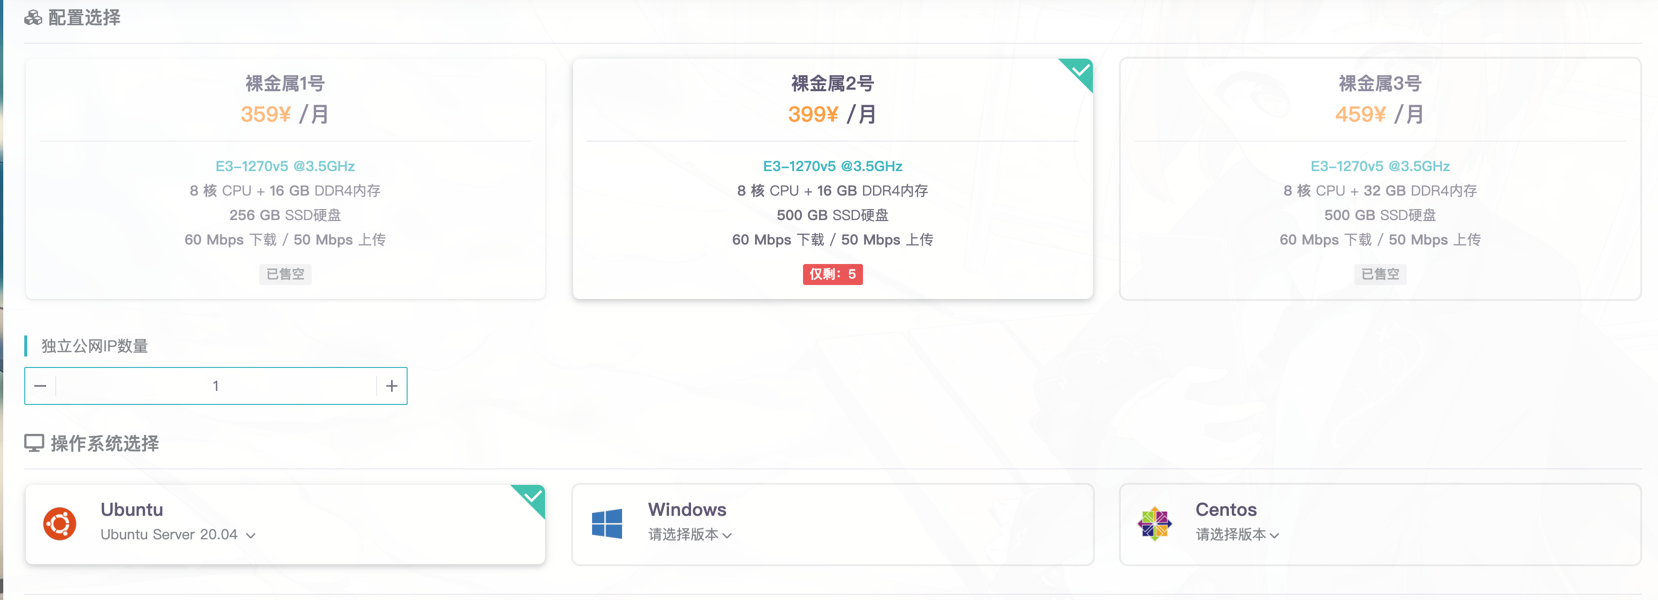 配置选择
裸金属1号
359¥ /月
E3-1270v5 @3.5GHz
8 核 CPU + 16 GB DDR4内存
256 GB SSD硬盘
60 Mbps 下载 / 50 Mbps 上传
已售空
裸金属2号
399¥ /月
E3-1270v5 @3.5GHz
8 核 CPU + 16 GB DDR4内存
500 GB SSD硬盘
60 Mbps 下载 / 50 Mbps 上传
仅剩：5
裸金属3号
459¥ /月
E3-1270v5 @3.5GHz
8 核 CPU + 32 GB DDR4内存
500 GB SSD硬盘
60 Mbps 下载 / 50 Mbps 上传
已售空
独立公网IP数量
1
操作系统选择
Ubuntu
Ubuntu Server 20.04
Windows
请选择版本
Centos
请选择版本